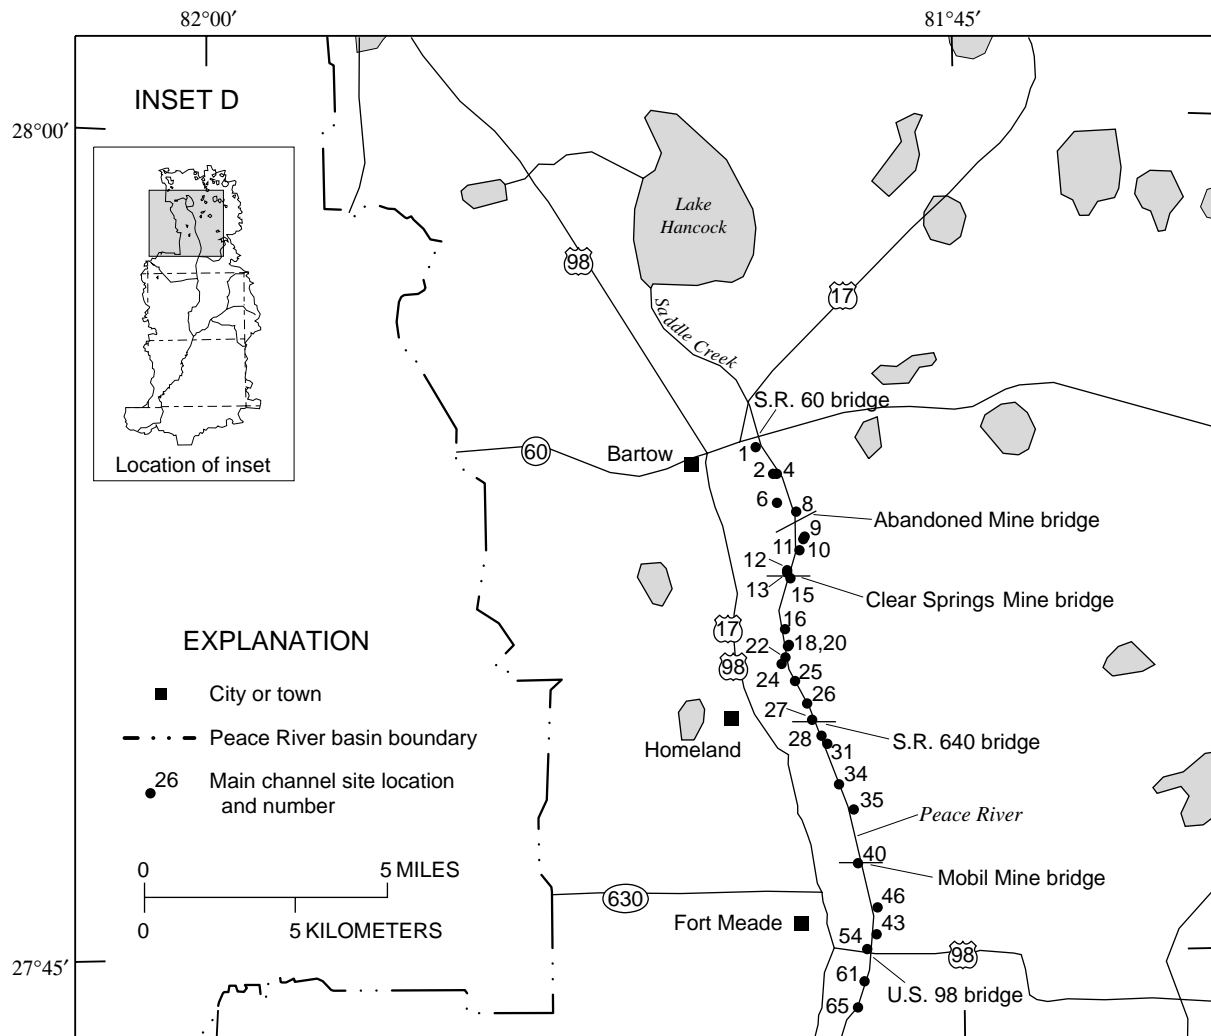 82°00′
81°45′
INSET D
28°00′
Lake
Hancock
98
17
Saddle Creek
S.R. 60 bridge
Location of inset
60
Bartow
1
2
4
6
8
Abandoned Mine bridge
9
11
10
12
13
15
Clear Springs Mine bridge
16
17
18,20
22
98
24
25
EXPLANATION
City or town
26
27
Peace River basin boundary
28
31
S.R. 640 bridge
Homeland
26
Main channel site location
and number
34
35
Peace River
0
5 MILES
40
Mobil Mine bridge
0
5 KILOMETERS
630
46
Fort Meade
43
54
98
27°45′
61
U.S. 98 bridge
65